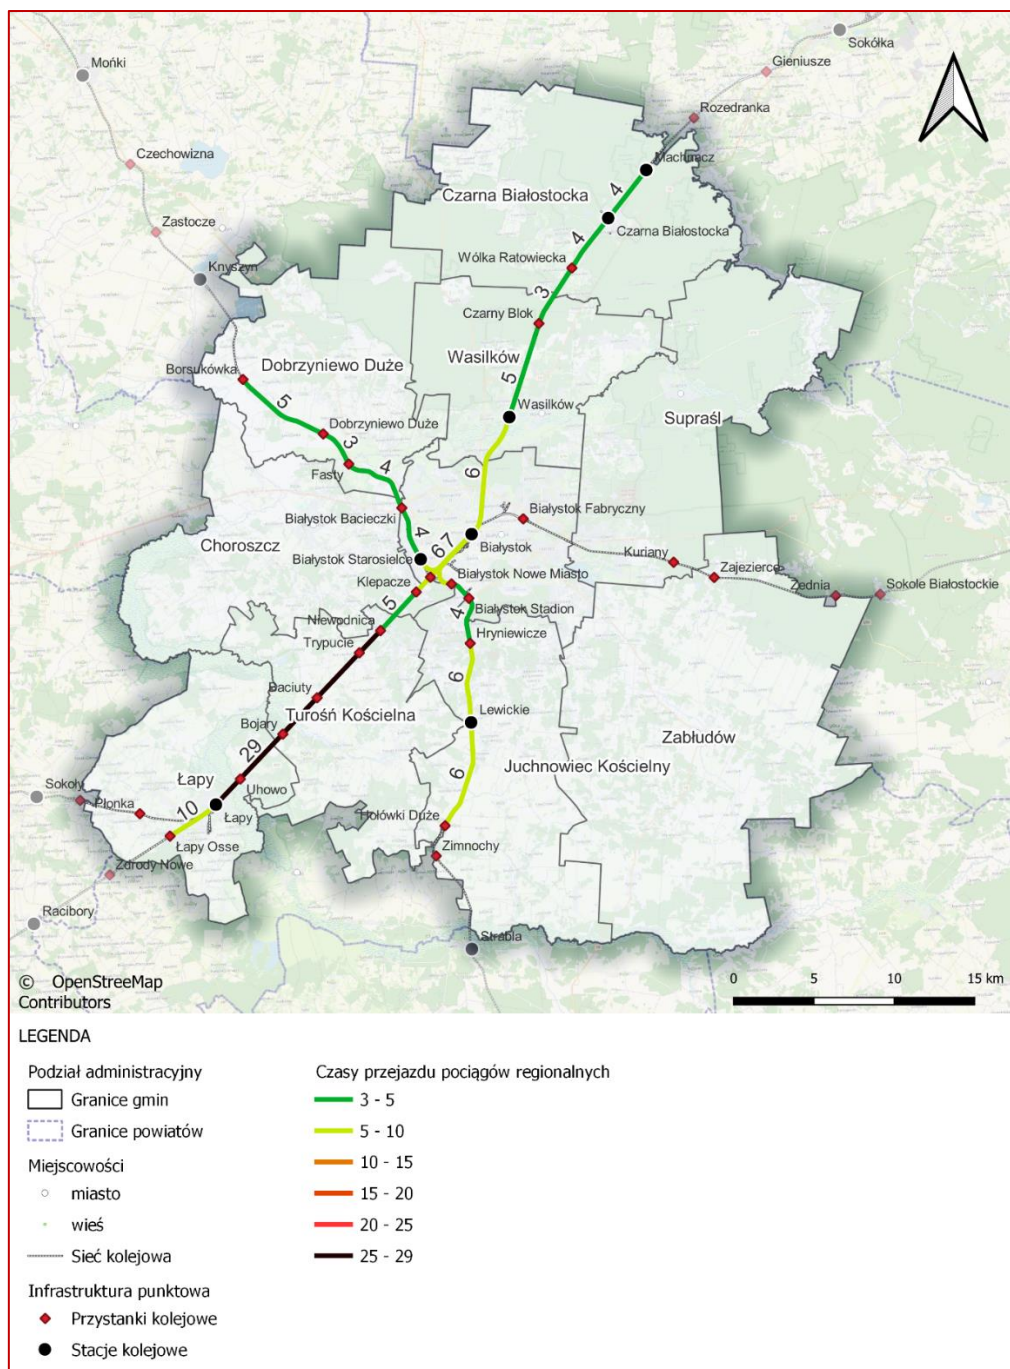 Sokółka
Mońki
Gieniusze
Rozedranka
Czechowizna
Machnacz
4
Czarna Białostocka
Zastocze
Czarna Białostocka
4
Wólka Ratowiecka
Knyszyn
3
Czarny Blok
Wasilków
Dobrzyniewo Duże
Borsukówka
5
5
Wasilków
Supraśl
Dobrzyniewo Duże
3
Fasty
4
6
Białystok Bacieczki
Białystok Fabryczny
4
Choroszcz
Białystok
67
Białystok Starosielce
Kuriany
Zajezierce
Klepacze
Białystok Nowe Miasto
Żednia
Sokole Białostockie
5
Białystok Stadion
4
Niewodnica
Hryniewicze
Trypucie
6
Baciuty
Turośń Kościelna
Lewickie
Bojary
Zabłudów
29
Juchnowiec Kościelny
6
Łapy
Uhowo
Sokoły
Płonka
10
Łapy
Hołówki Duże
Łapy Osse
Zimnochy
Zdrody Nowe
Racibory
Strabla
© OpenStreeMap
Contributors
0 5 10 15 km
LEGENDA
Podział administracyjny
Granice gmin
Granice powiatów
Miejscowości
miasto
wieś
Sieć kolejowa
Infrastruktura punktowa
Przystanki kolejowe
Stacje kolejowe
Czasy przejazdu pociągów regionalnych
3 - 5
5 - 10
10 - 15
15 - 20
20 - 25
25 - 29